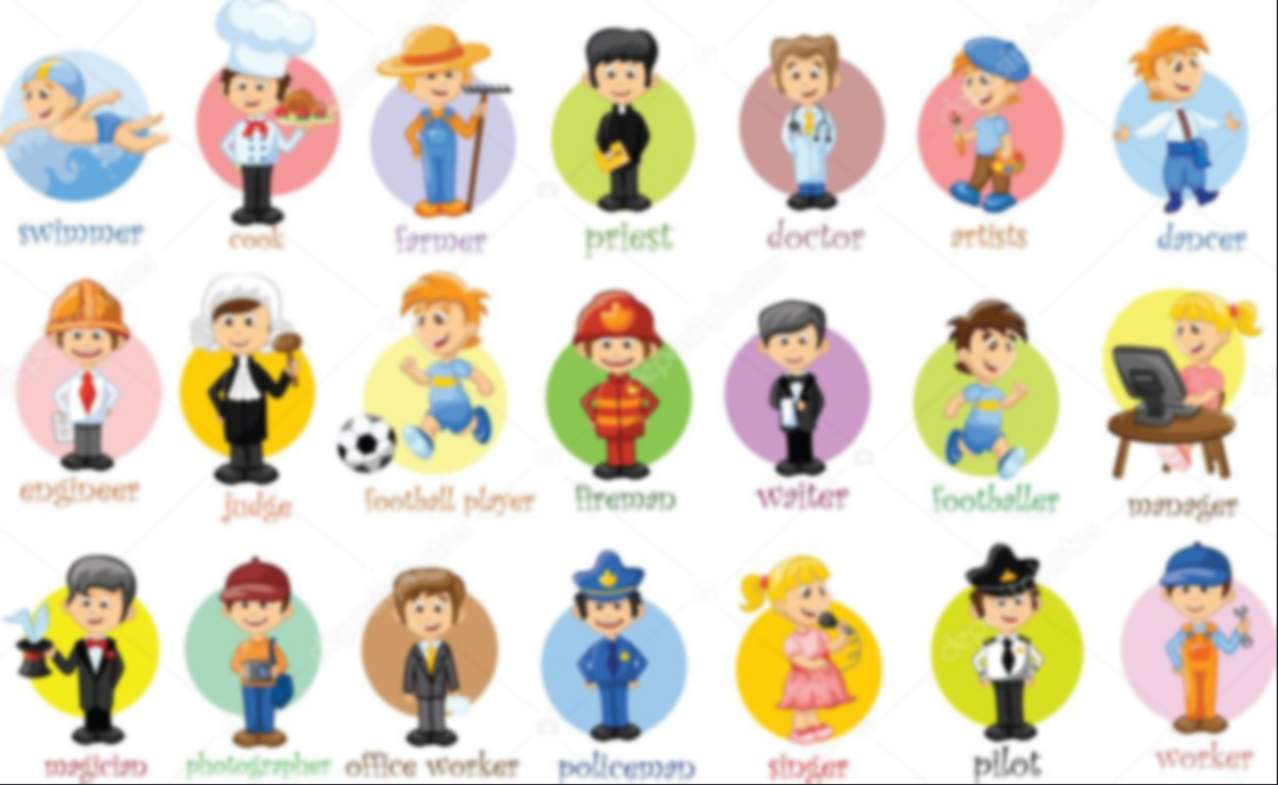 swimmer cook farmer priest doctor artists dancer
engineer judge football player fireman waiter footballer manager
magician photographer office worker policeman singer pilot worker